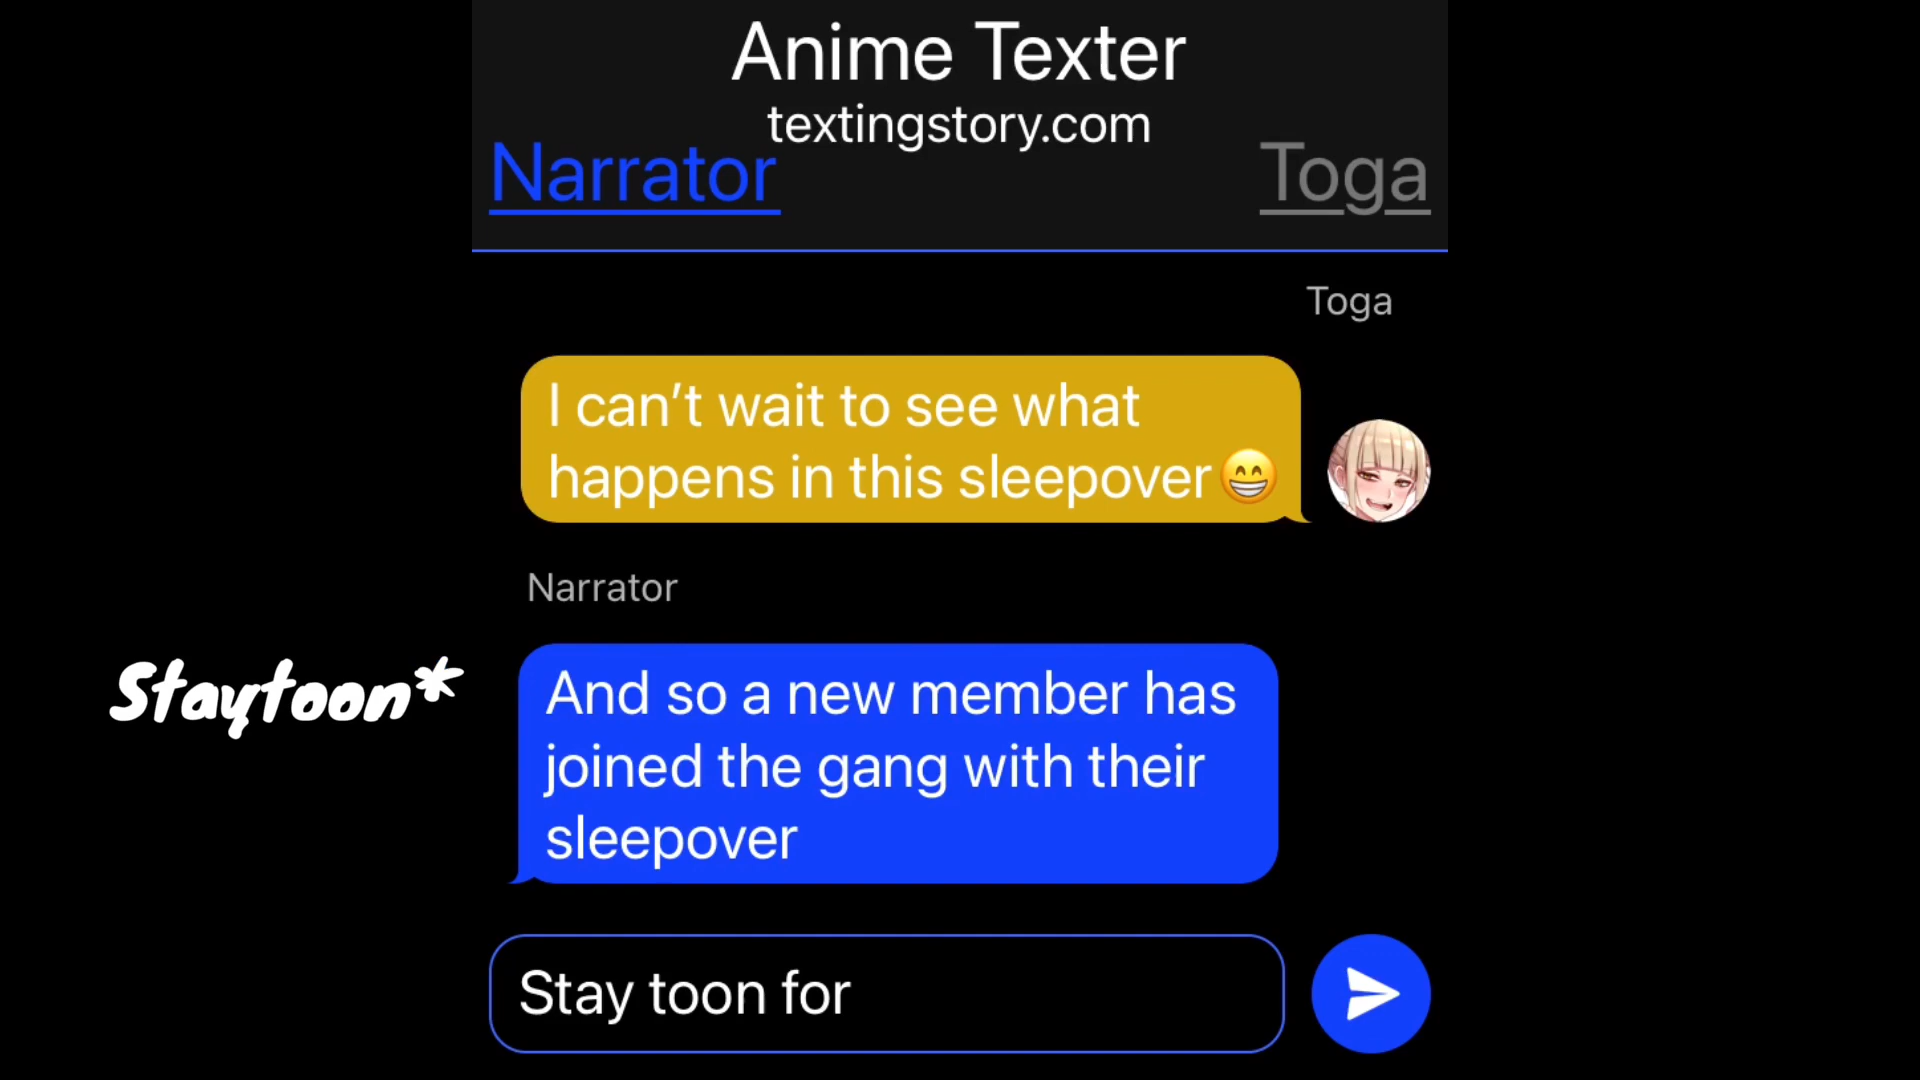 Anime Texter
textingstory.com
Narrator
Toga
Toga
I can’t wait to see what
happens in this sleepover😁
Narrator
Staytoon*
And so a new member has
joined the gang with their
sleepover
Stay toon for